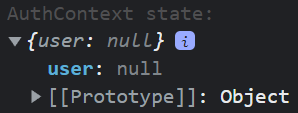 AuthContext state:
▼{user: null} i
user: null
▶ [[Prototype]]: Object